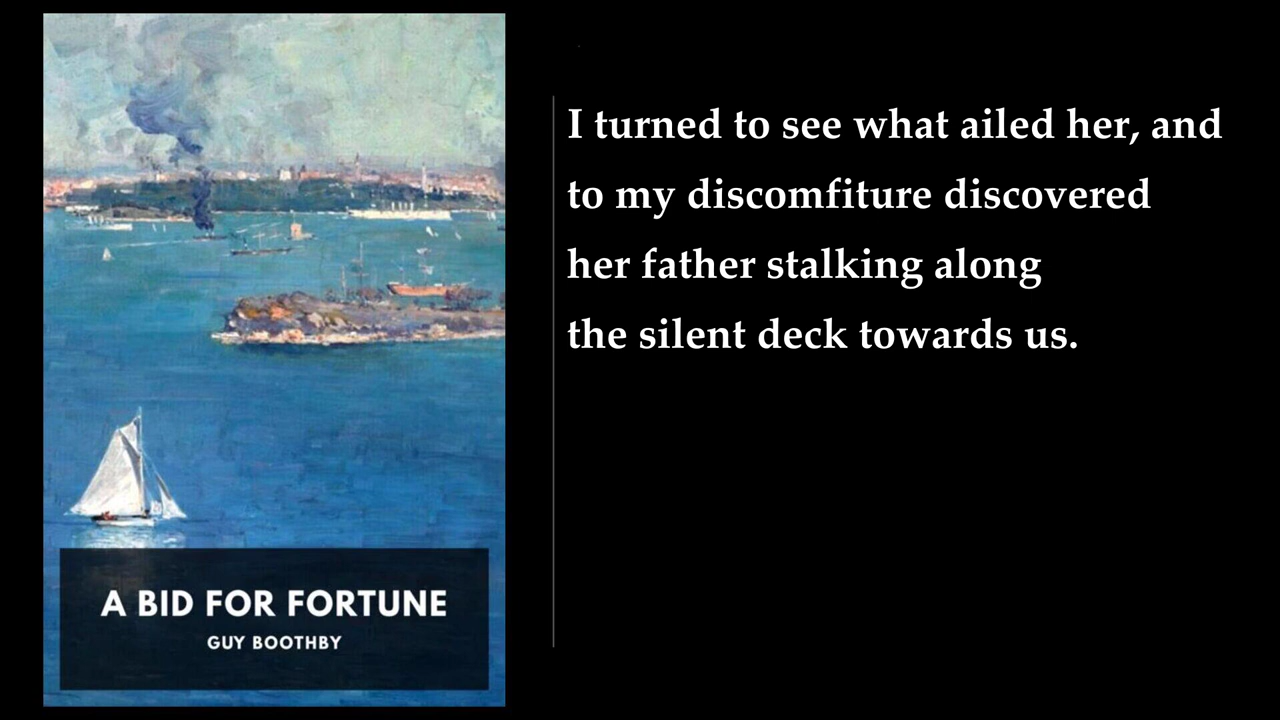 I turned to see what ailed her, and
to my discomfiture discovered
her father stalking along
the silent deck towards us.
A BID FOR FORTUNE
GUY BOOTHBY